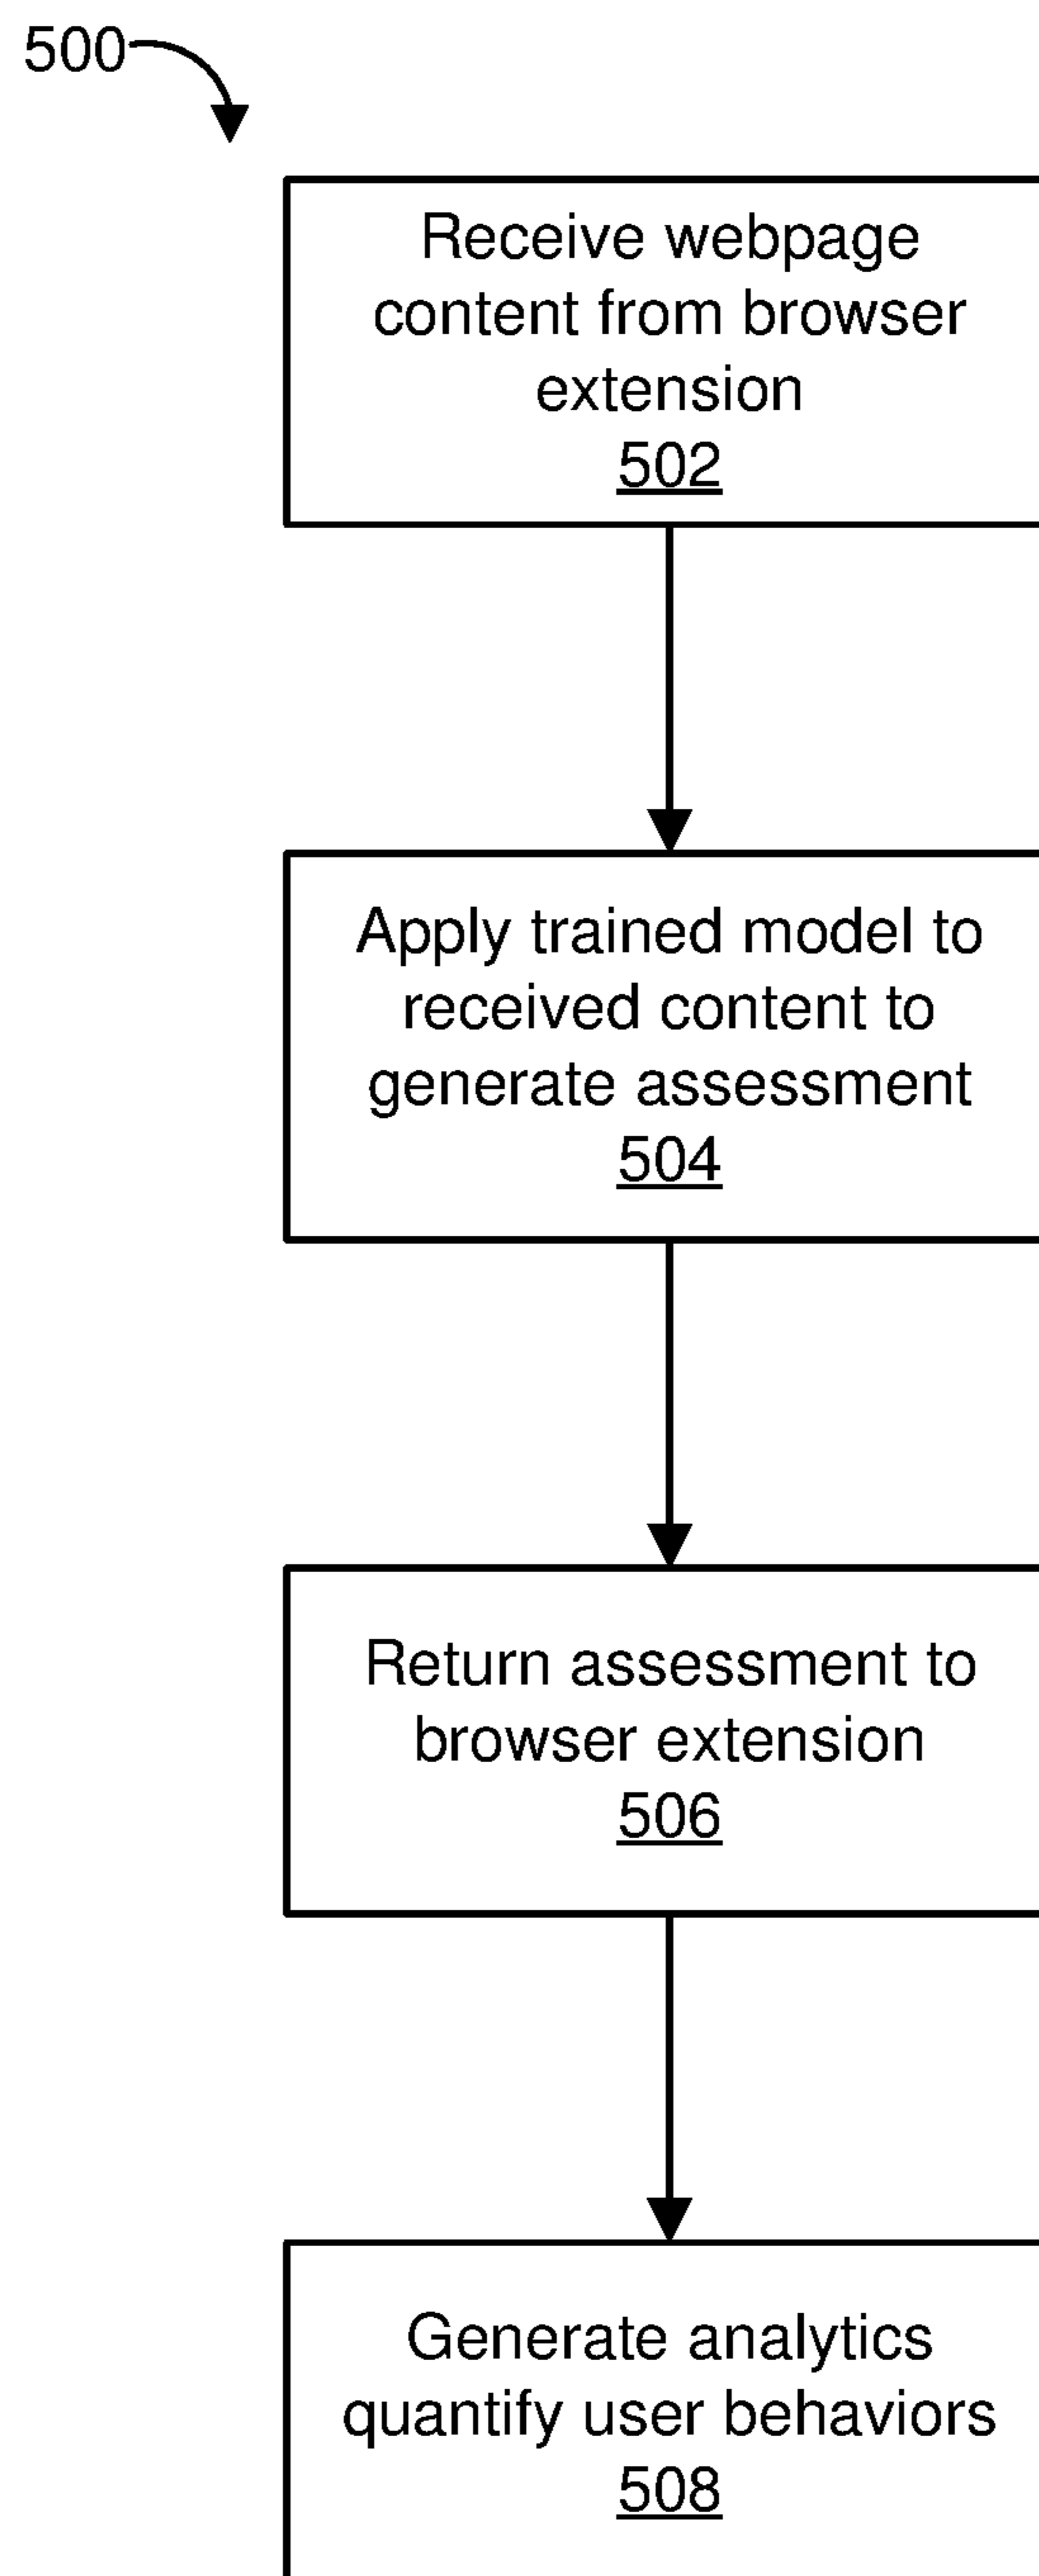 500
Receive webpage
content from browser
extension
502
Apply trained model to
received content to
generate assessment
504
Return assessment to
browser extension
506
Generate analytics
quantify user behaviors
508